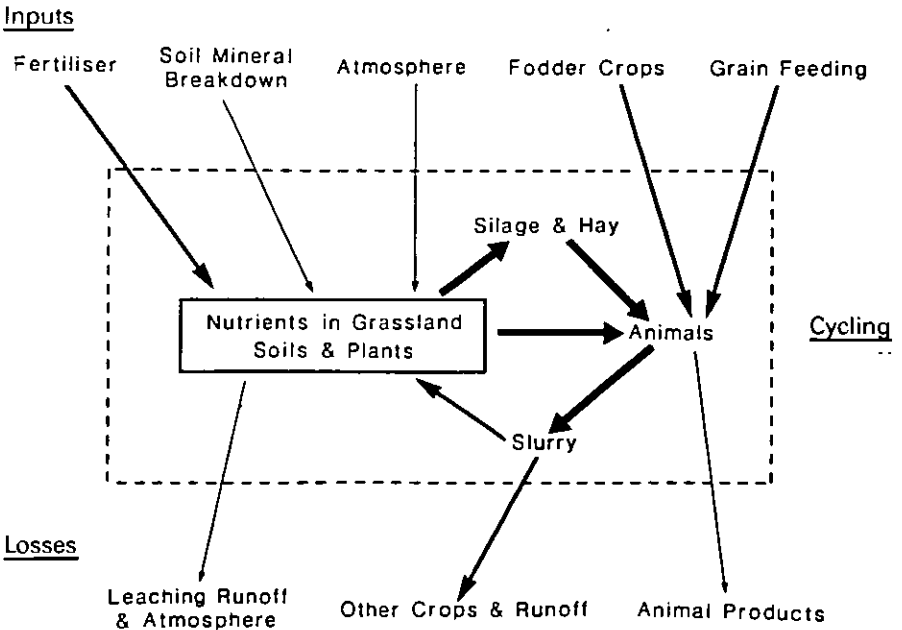 Inputs
Fertiliser
Soil Mineral
Breakdown
Atmosphere
Fodder Crops
Grain Feeding
Silage & Hay
Nutrients in Grassland
Soils & Plants
Animals
Cycling
Slurry
Losses
Leaching Runoff
& Atmosphere
Other Crops & Runoff
Animal Products